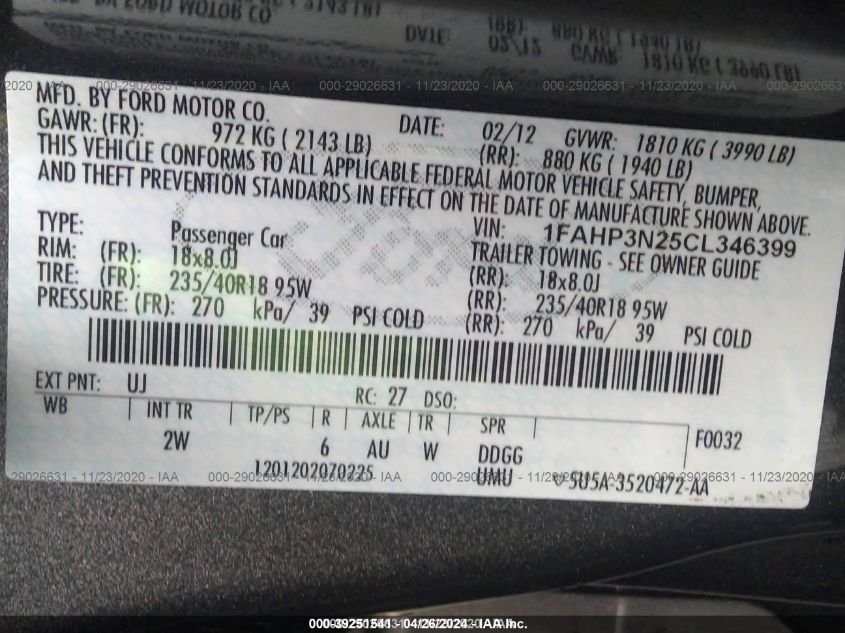 MFD. BY FORD MOTOR CO.
DATE: 02/12 GVWR: 1810 KG ( 3990 LB)
GAWR: (FR): 972 KG ( 2143 LB) (RR): 880 KG ( 1940 LB)
THIS VEHICLE CONFORMS TO ALL APPLICABLE FEDERAL MOTOR VEHICLE SAFETY, BUMPER,
AND THEFT PREVENTION STANDARDS IN EFFECT ON THE DATE OF MANUFACTURE SHOWN ABOVE.
VIN: 1FAHP3N25CL346399
TYPE: Passenger Car TRAILER TOWING - SEE OWNER GUIDE
RIM: (FR): 18x8.0J (RR): 18x8.0J
TIRE: (FR): 235/40R18 95W (RR): 235/40R18 95W
PRESSURE: (FR): 270 kPa/ 39 PSI COLD (RR): 270 kPa/ 39 PSI COLD
EXT PNT: UJ RC: 27 DSO:
WB INT TR TP/PS R AXLE TR SPR F0032
2W 6 AU W DDGG
1201202070225 UMU 5U5A-3520472-AA
000-29026631 - 11/23/2020 - IAA
000-39251541 - 04/26/2024 - IAA Inc.